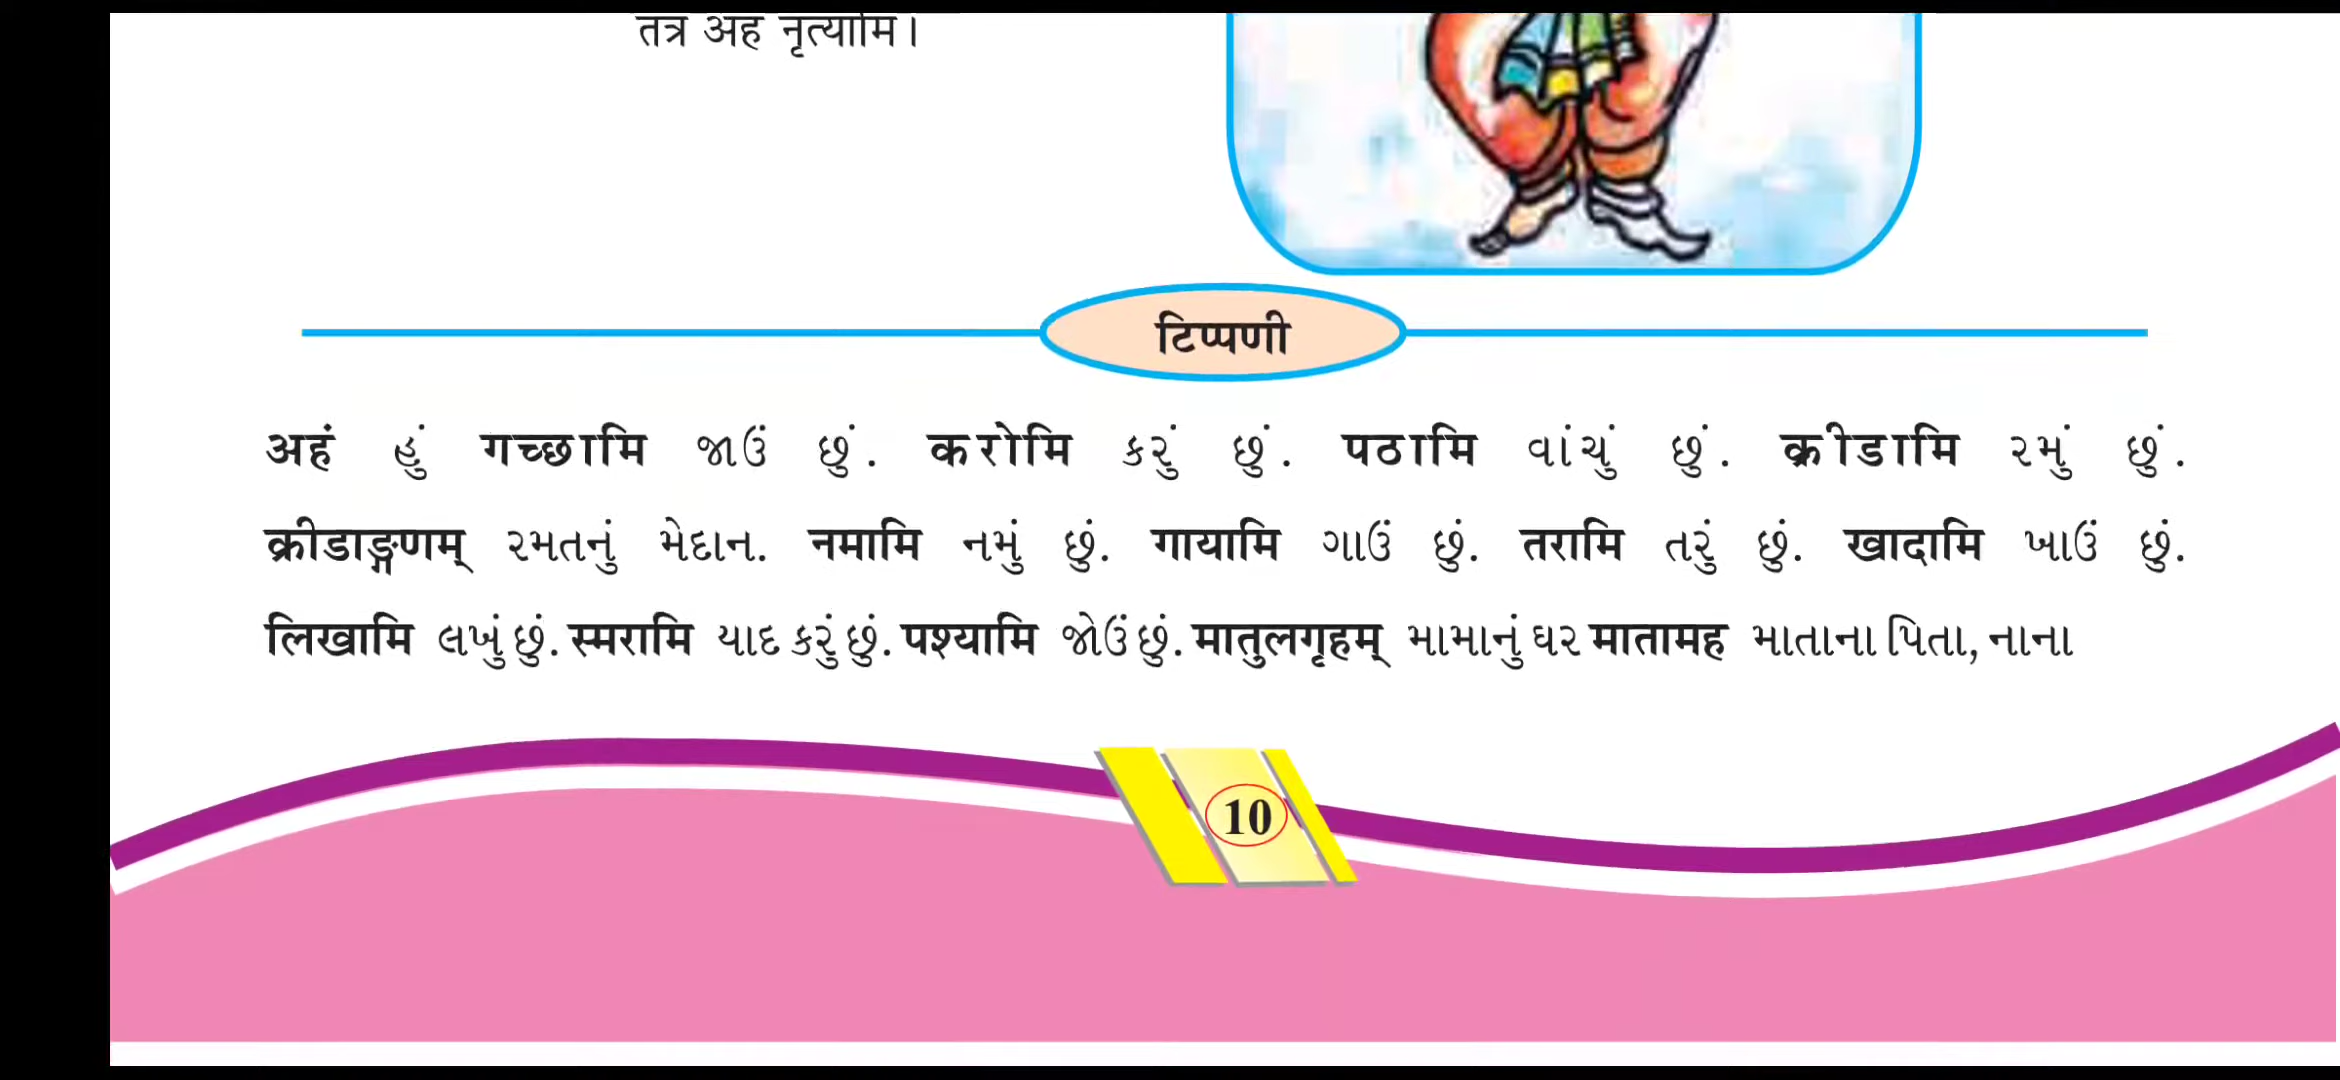 तत्र अहं नृत्यामि।
टिप्पणी
अहं હું गच्छामि જાઉં છું. करोमि કરું છું. पठामि વાંચું છું. क्रीडामि રમું છું.
क्रीडाङ्गणम् રમતનું મેદાન. नमामि નમું છું. गायामि ગાઉં છું. तरामि તરું છું. खादामि ખાઉં છું.
लिखामि લખું છું. स्मरामि યાદ કરું છું. पश्यामि જોઉં છું. मातुलगृहम् મામાનું ઘર मातामह માતાના પિતા, નાના
10